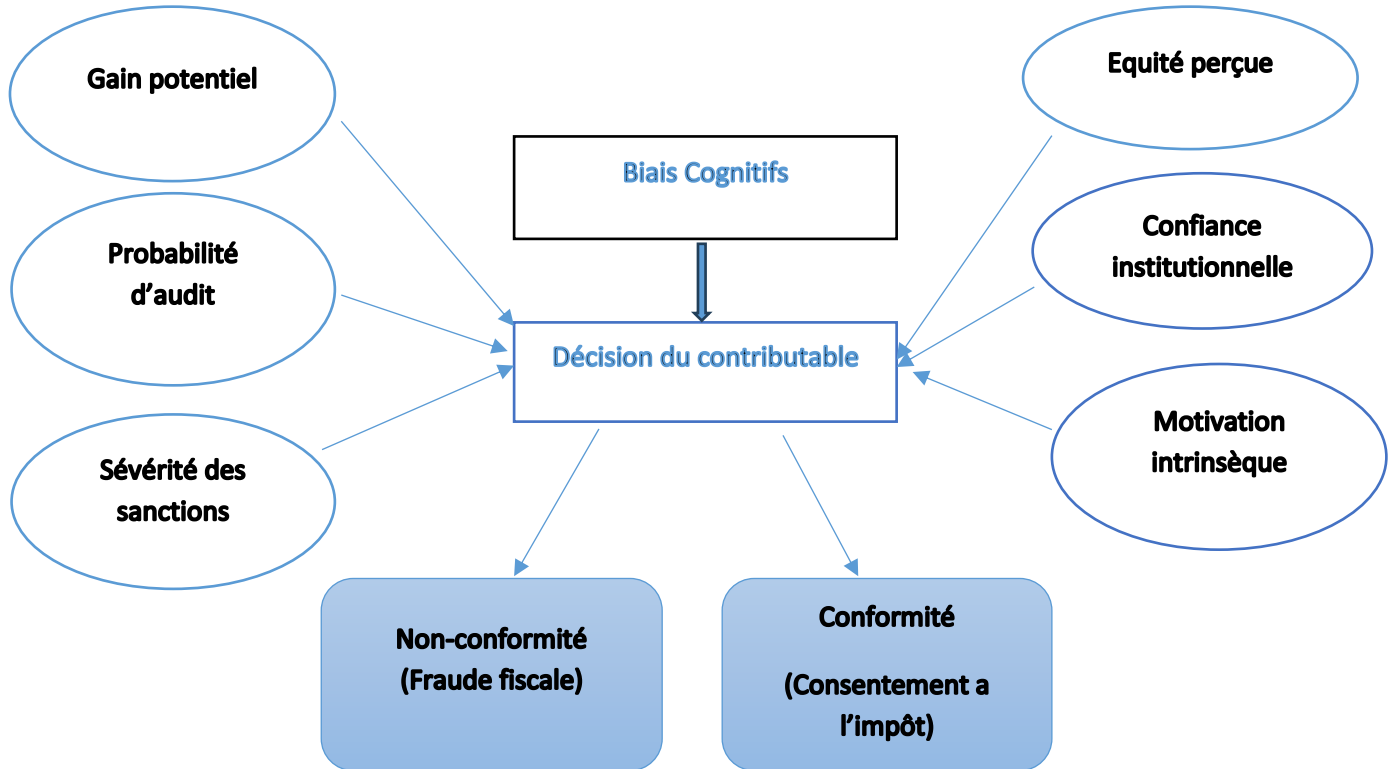 Gain potentiel
Equité perçue
Biais Cognitifs
Probabilité
d’audit
Confiance
institutionnelle
Décision du contributable
Sévérité des
sanctions
Motivation
intrinsèque
Non-conformité
(Fraude fiscale)
Conformité
(Consentement a
l’impôt)